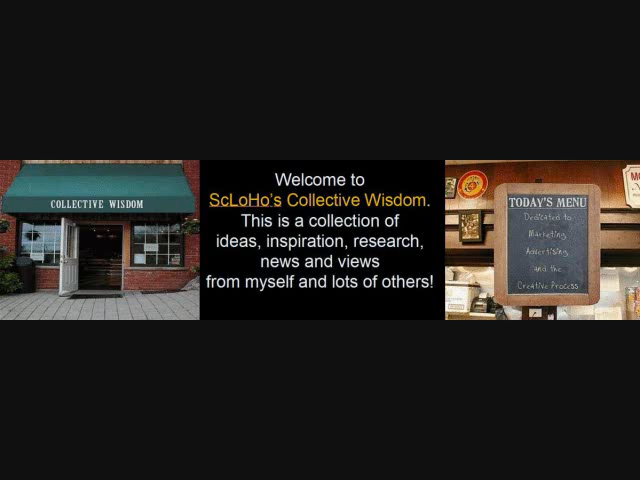 COLLECTIVE WISDOM
Welcome to
ScLoHo's Collective Wisdom.
This is a collection of
ideas, inspiration, research,
news and views
from myself and lots of others!
TODAY'S MENU
Dedicated to
Marketing
Advertising
and the
Creative Process